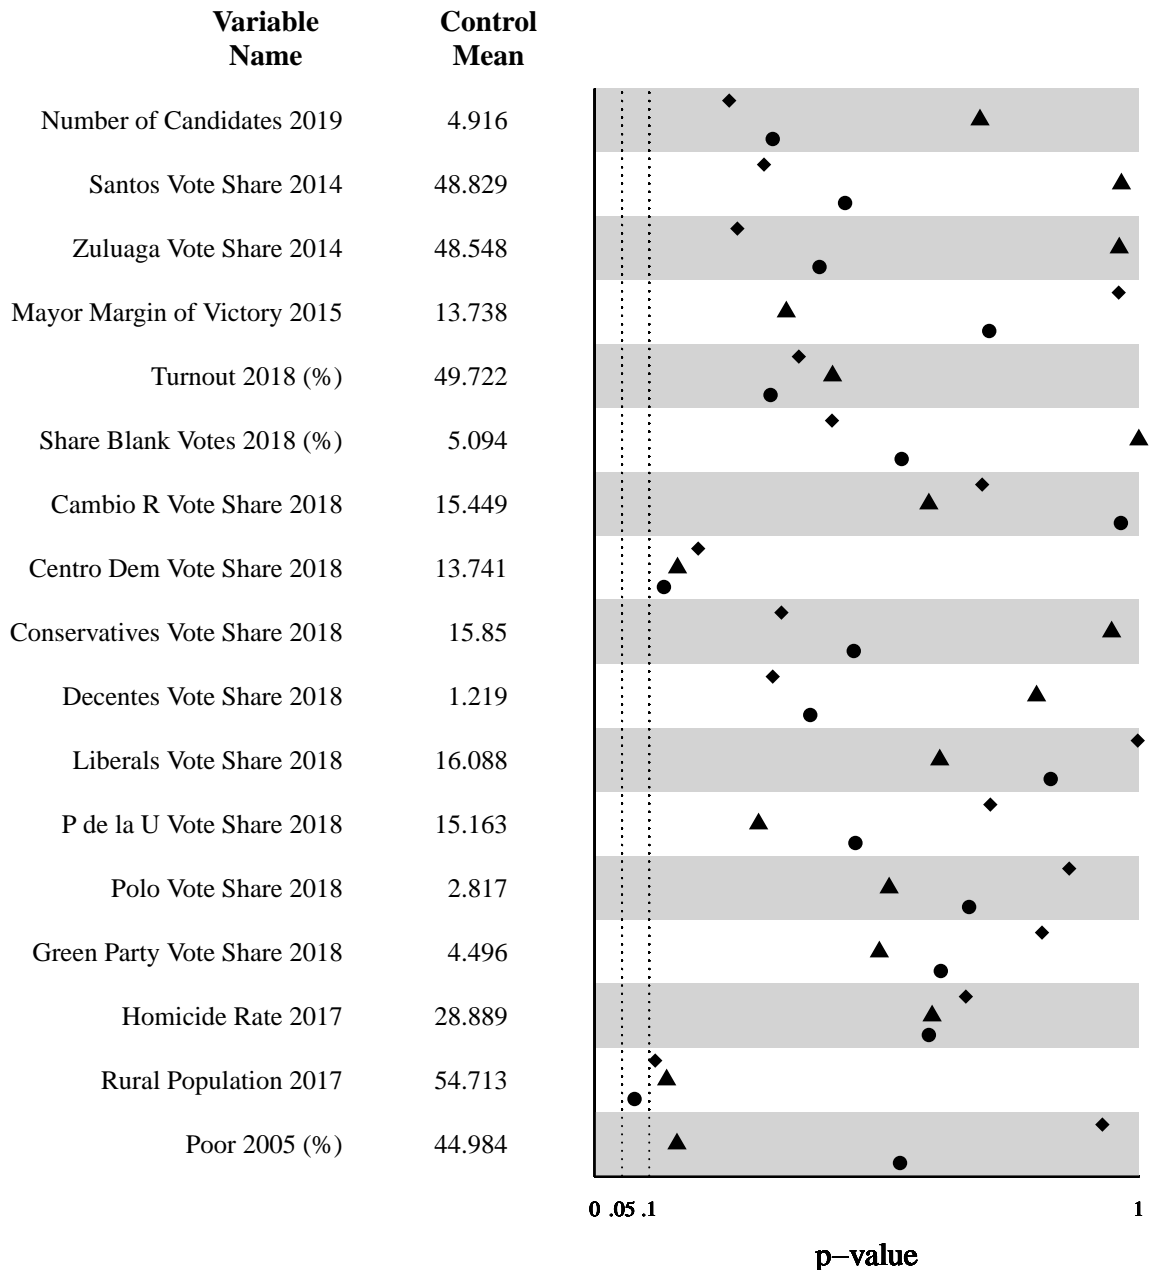 Variable Control
Name Mean
Number of Candidates 2019 4.916
Santos Vote Share 2014 48.829
Zuluaga Vote Share 2014 48.548
Mayor Margin of Victory 2015 13.738
Turnout 2018 (%) 49.722
Share Blank Votes 2018 (%) 5.094
Cambio R Vote Share 2018 15.449
Centro Dem Vote Share 2018 13.741
Conservatives Vote Share 2018 15.85
Decentes Vote Share 2018 1.219
Liberals Vote Share 2018 16.088
P de la U Vote Share 2018 15.163
Polo Vote Share 2018 2.817
Green Party Vote Share 2018 4.496
Homicide Rate 2017 28.889
Rural Population 2017 54.713
Poor 2005 (%) 44.984
0 .05 .1 1
p−value